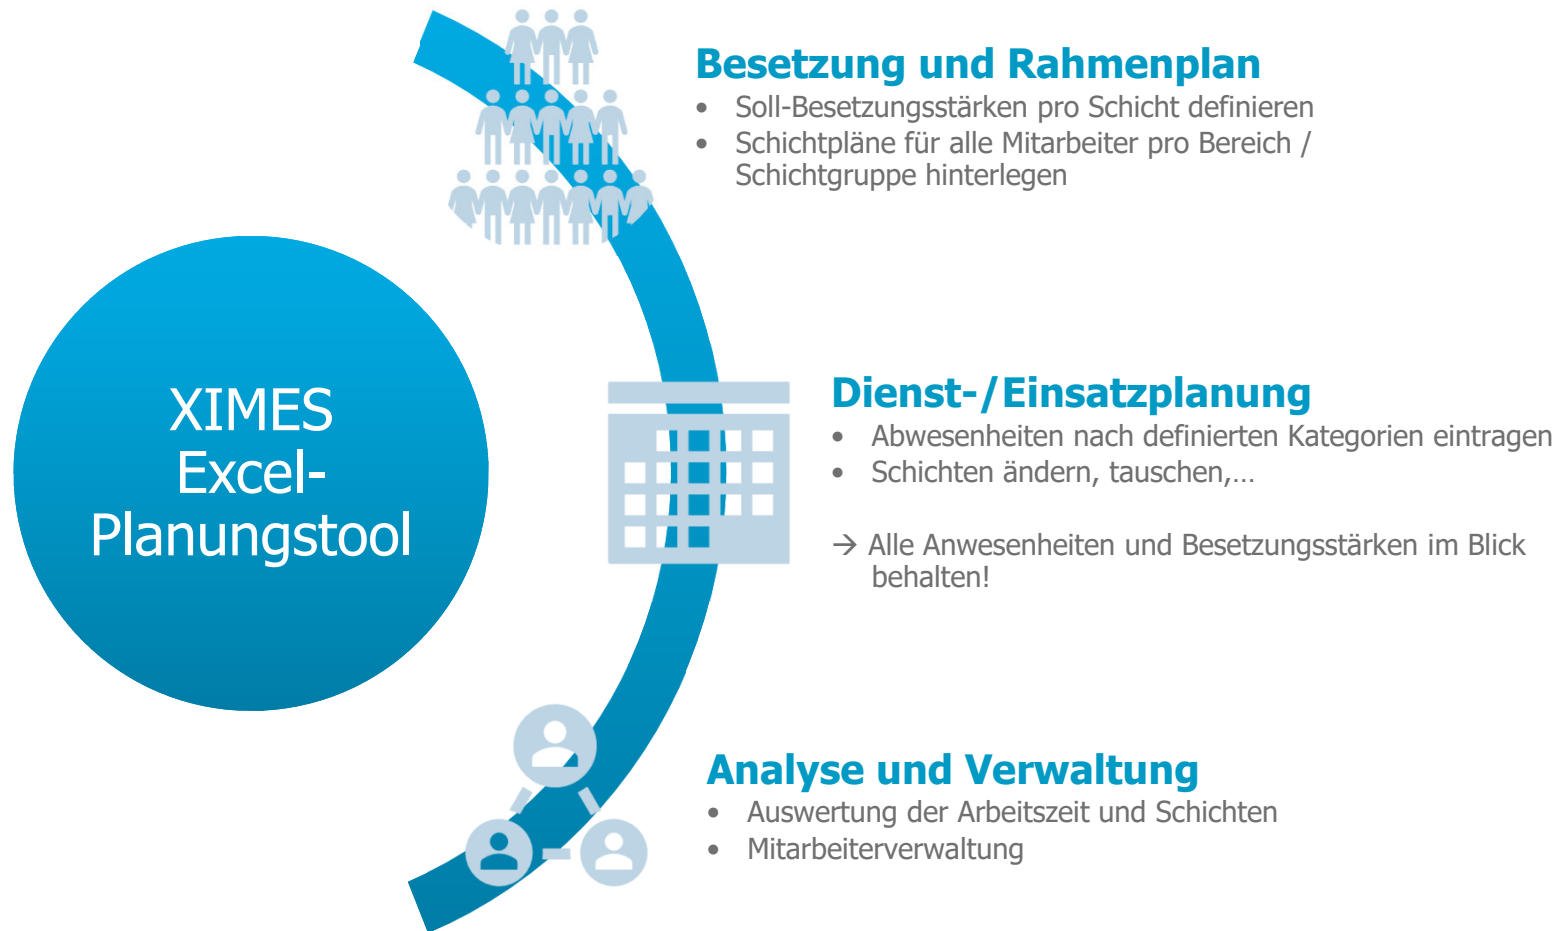 XIMES
Excel-
Planungstool
Besetzung und Rahmenplan
• Soll-Besetzungsstärken pro Schicht definieren
• Schichtpläne für alle Mitarbeiter pro Bereich /
Schichtgruppe hinterlegen
Dienst-/Einsatzplanung
• Abwesenheiten nach definierten Kategorien eintragen
• Schichten ändern, tauschen,…
→ Alle Anwesenheiten und Besetzungsstärken im Blick
behalten!
Analyse und Verwaltung
• Auswertung der Arbeitszeit und Schichten
• Mitarbeiterverwaltung